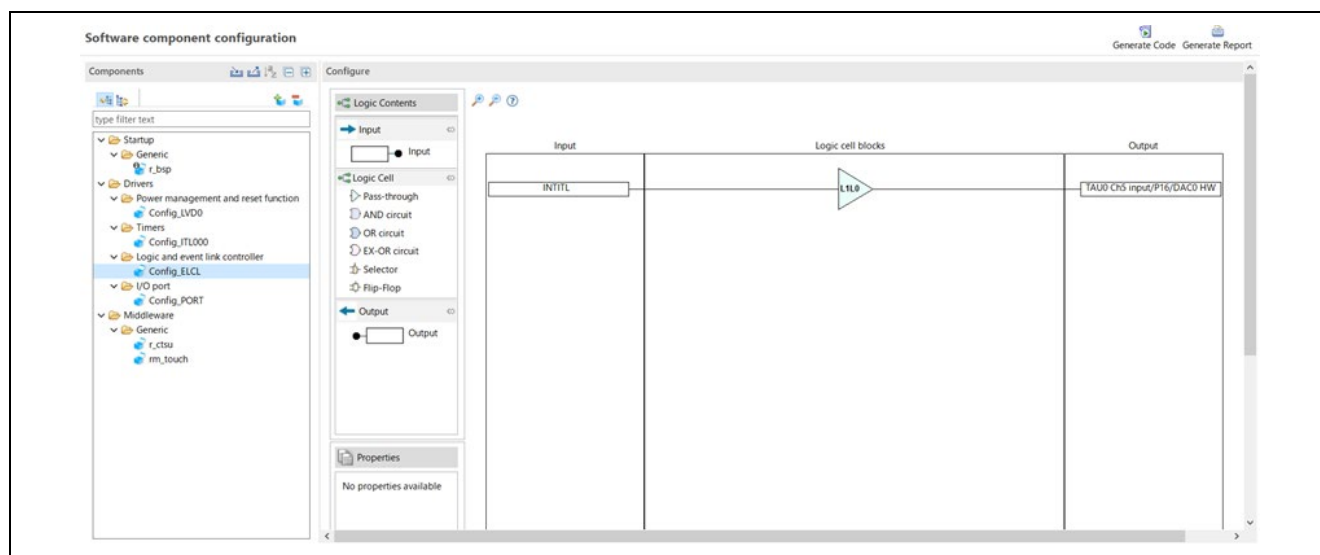 Software component configuration
Generate Code Generate Report
Components
Configure
type filter text
Startup
Generic
r_bsp
Drivers
Power management and reset function
Config_LVD0
Timers
Config_ITL000
Logic and event link controller
Config_ELCL
I/O port
Config_PORT
Middleware
Generic
r_ctsu
rm_touch
Logic Contents
Input
Input
Logic Cell
Pass-through
AND circuit
OR circuit
EX-OR circuit
Selector
Flip-Flop
Output
Output
Properties
No properties available
Input Logic cell blocks Output
INTITL L1L0 TAU0 Ch5 input/P16/DAC0 HW